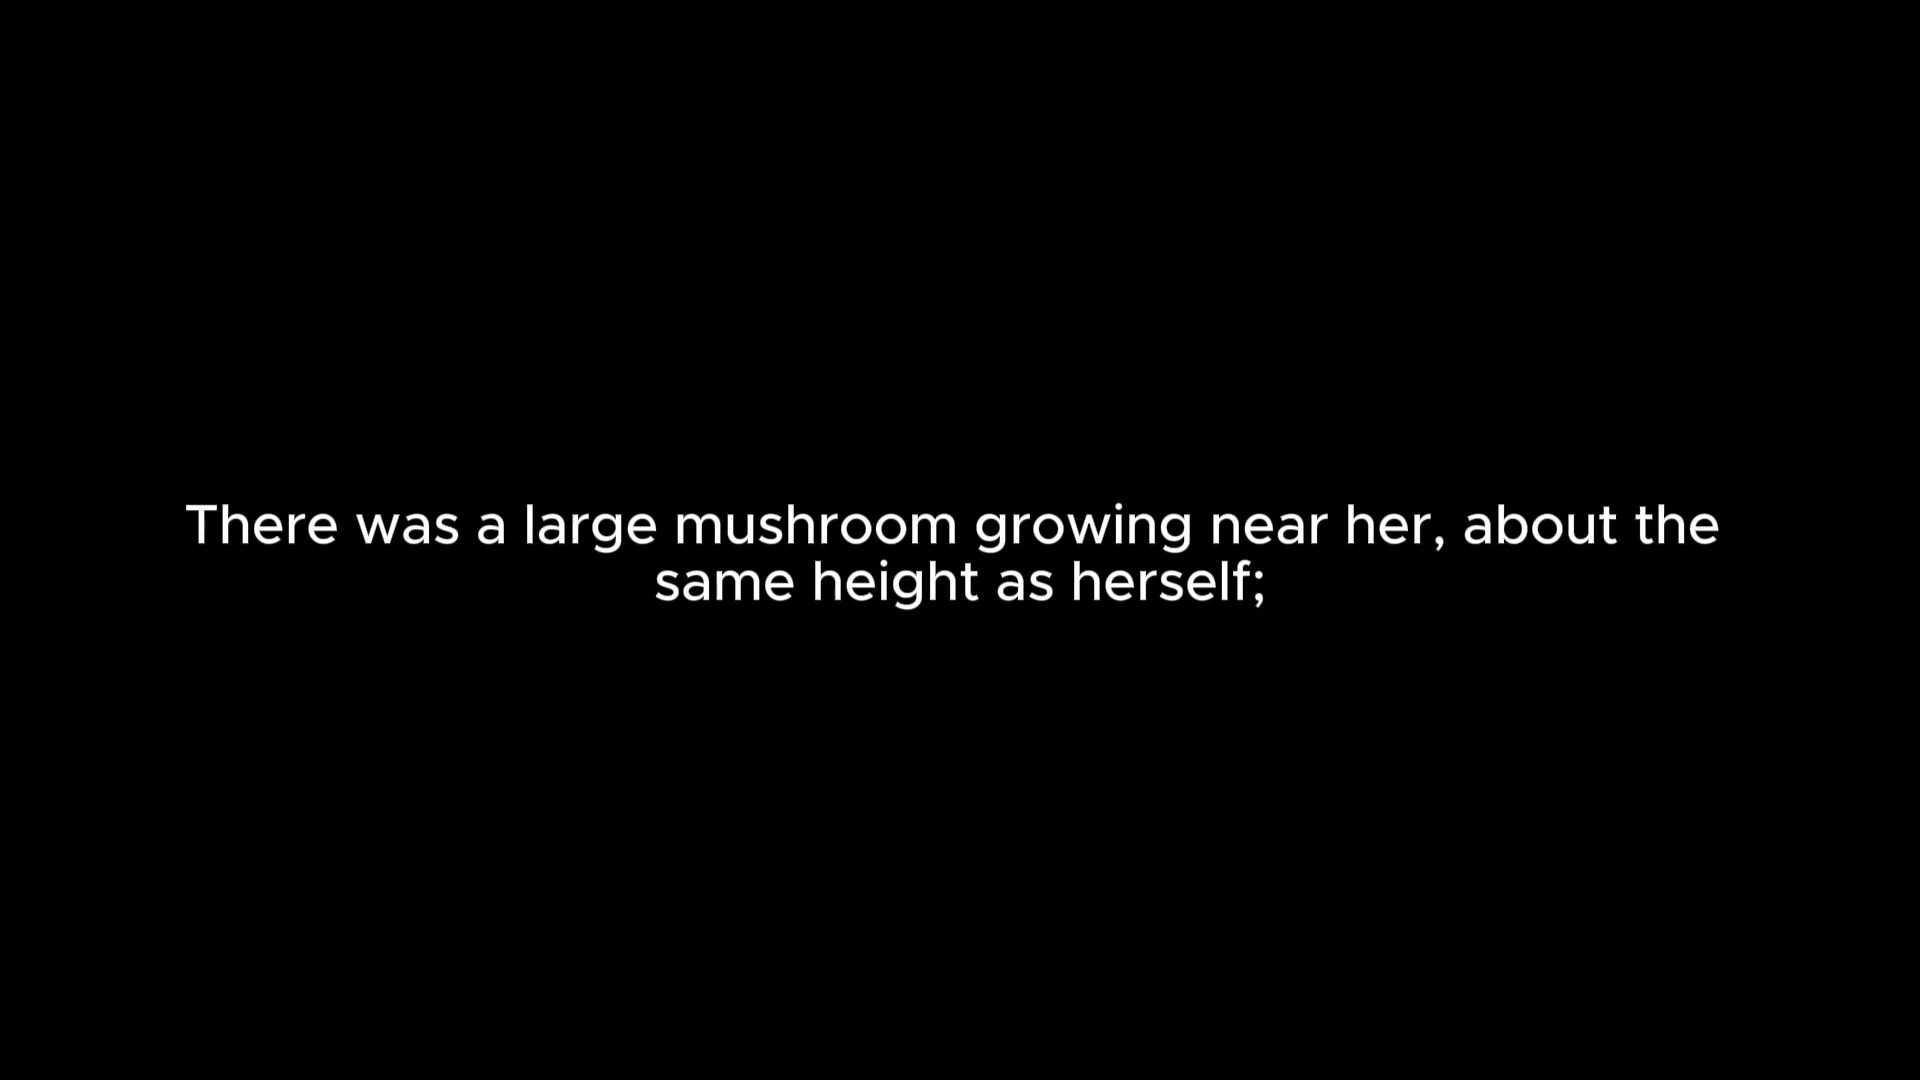 There was a large mushroom growing near her, about the
same height as herself;